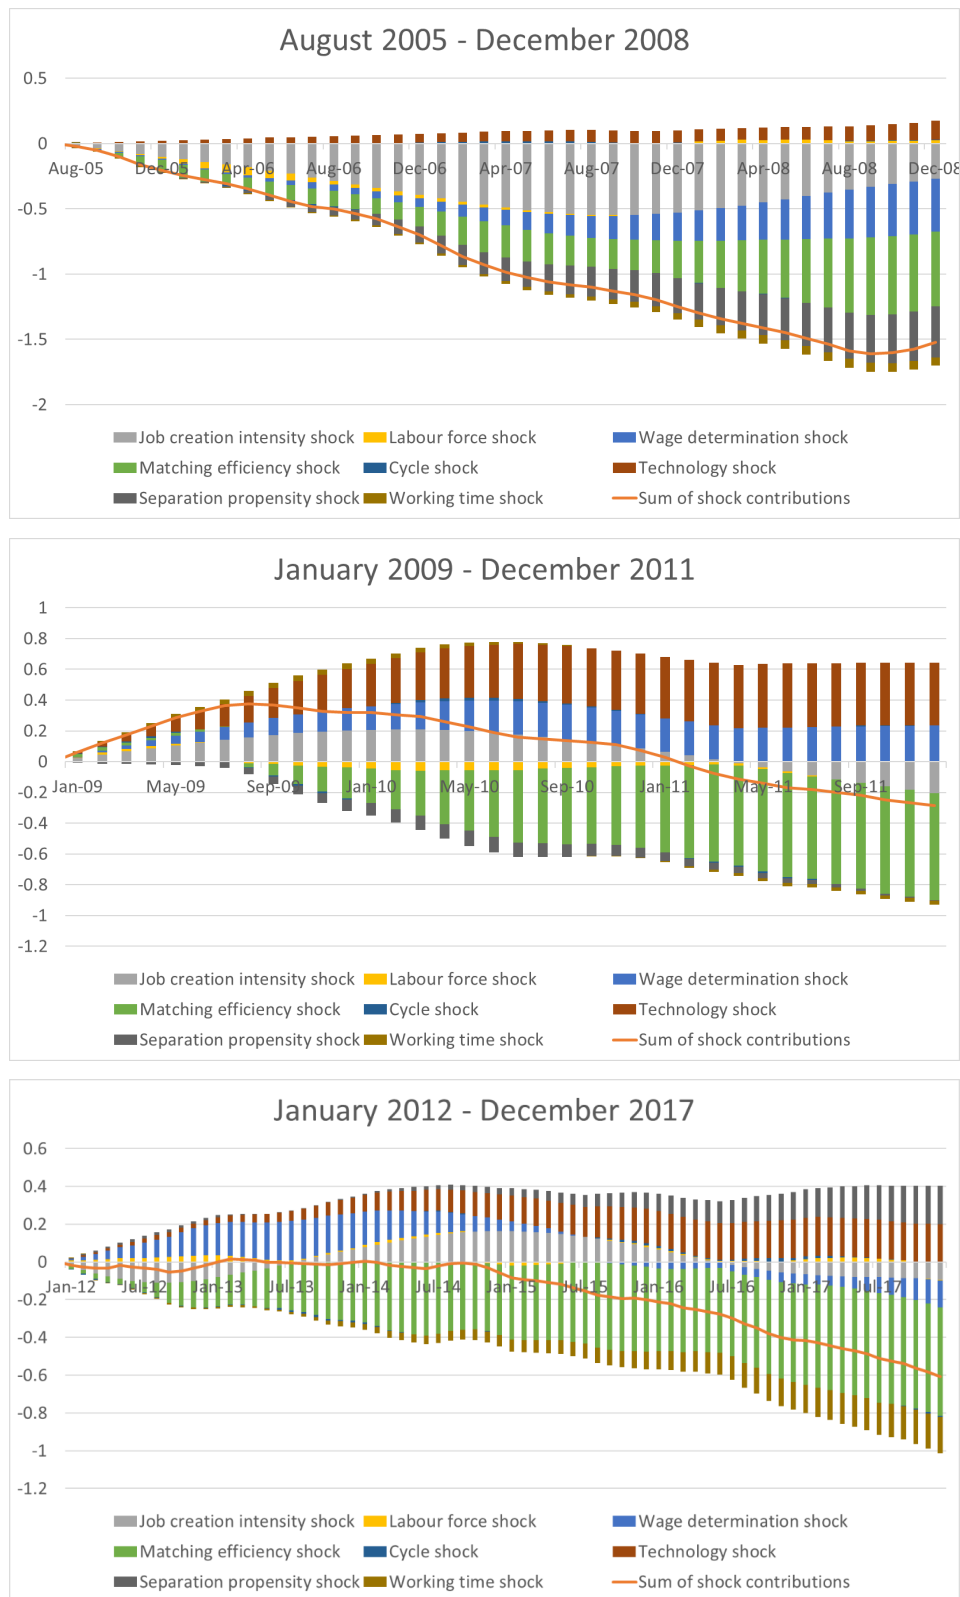 August 2005 - December 2008
0.5
0
Aug-05 Dec-05 Apr-06 Aug-06 Dec-06 Apr-07 Aug-07 Dec-07 Apr-08 Aug-08 Dec-08
-0.5
-1
-1.5
-2
Job creation intensity shock Labour force shock Wage determination shock
Matching efficiency shock Cycle shock Technology shock
Separation propensity shock Working time shock Sum of shock contributions
January 2009 - December 2011
1
0.8
0.6
0.4
0.2
0
Jan-09 May-09 Sep-09 Jan-10 May-10 Sep-10 Jan-11 May-11 Sep-11
-0.2
-0.4
-0.6
-0.8
-1
-1.2
Job creation intensity shock Labour force shock Wage determination shock
Matching efficiency shock Cycle shock Technology shock
Separation propensity shock Working time shock Sum of shock contributions
January 2012 - December 2017
0.6
0.4
0.2
0
Jan-12 Jul-12 Jan-13 Jul-13 Jan-14 Jul-14 Jan-15 Jul-15 Jan-16 Jul-16 Jan-17 Jul-17
-0.2
-0.4
-0.6
-0.8
-1
-1.2
Job creation intensity shock Labour force shock Wage determination shock
Matching efficiency shock Cycle shock Technology shock
Separation propensity shock Working time shock Sum of shock contributions